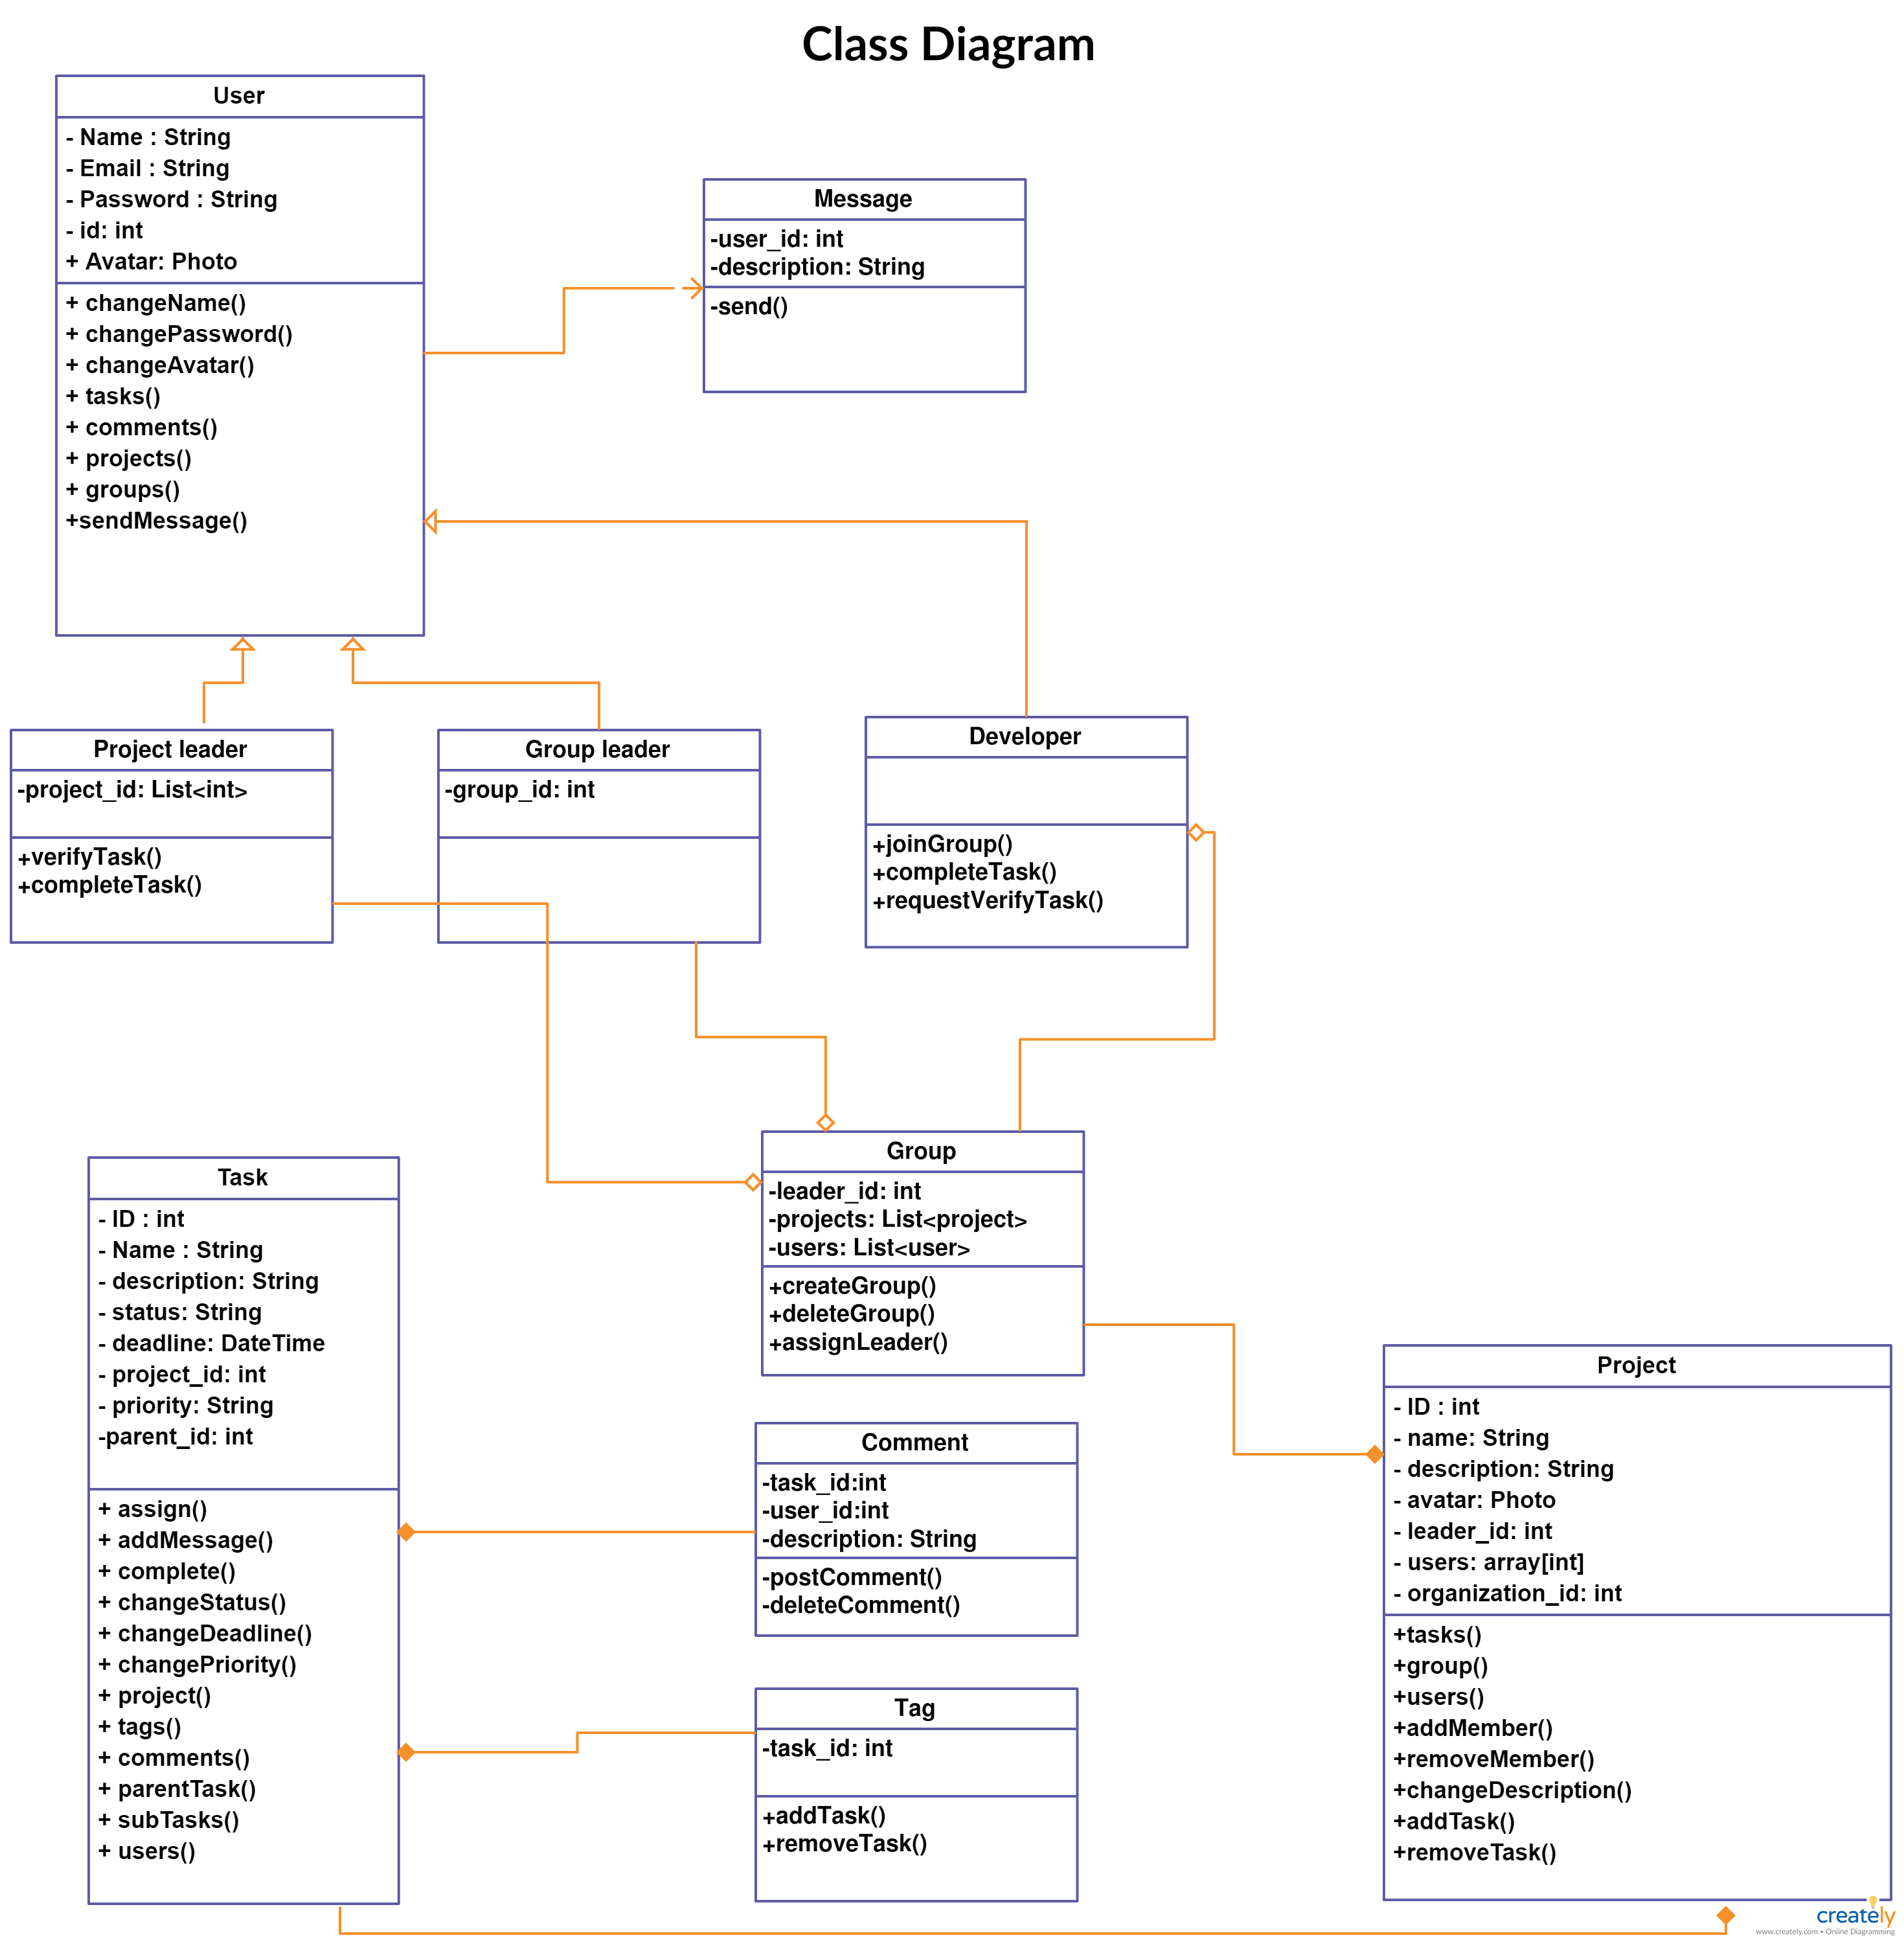 Class Diagram
User
- Name : String
- Email : String
- Password : String
- id: int
+ Avatar: Photo
+ changeName()
+ changePassword()
+ changeAvatar()
+ tasks()
+ comments()
+ projects()
+ groups()
+sendMessage()
Message
-user_id: int
-description: String
-send()
Project leader
-project_id: List<int>
+verifyTask()
+completeTask()
Group leader
-group_id: int
Developer
+joinGroup()
+completeTask()
+requestVerifyTask()
Group
-leader_id: int
-projects: List<project>
-users: List<user>
+createGroup()
+deleteGroup()
+assignLeader()
Task
- ID : int
- Name : String
- description: String
- status: String
- deadline: DateTime
- project_id: int
- priority: String
-parent_id: int
+ assign()
+ addMessage()
+ complete()
+ changeStatus()
+ changeDeadline()
+ changePriority()
+ project()
+ tags()
+ comments()
+ parentTask()
+ subTasks()
+ users()
Comment
-task_id:int
-user_id:int
-description: String
-postComment()
-deleteComment()
Tag
-task_id: int
+addTask()
+removeTask()
Project
- ID : int
- name: String
- description: String
- avatar: Photo
- leader_id: int
- users: array[int]
- organization_id: int
+tasks()
+group()
+users()
+addMember()
+removeMember()
+changeDescription()
+addTask()
+removeTask()
creately
www.creately.com • Online Diagramming